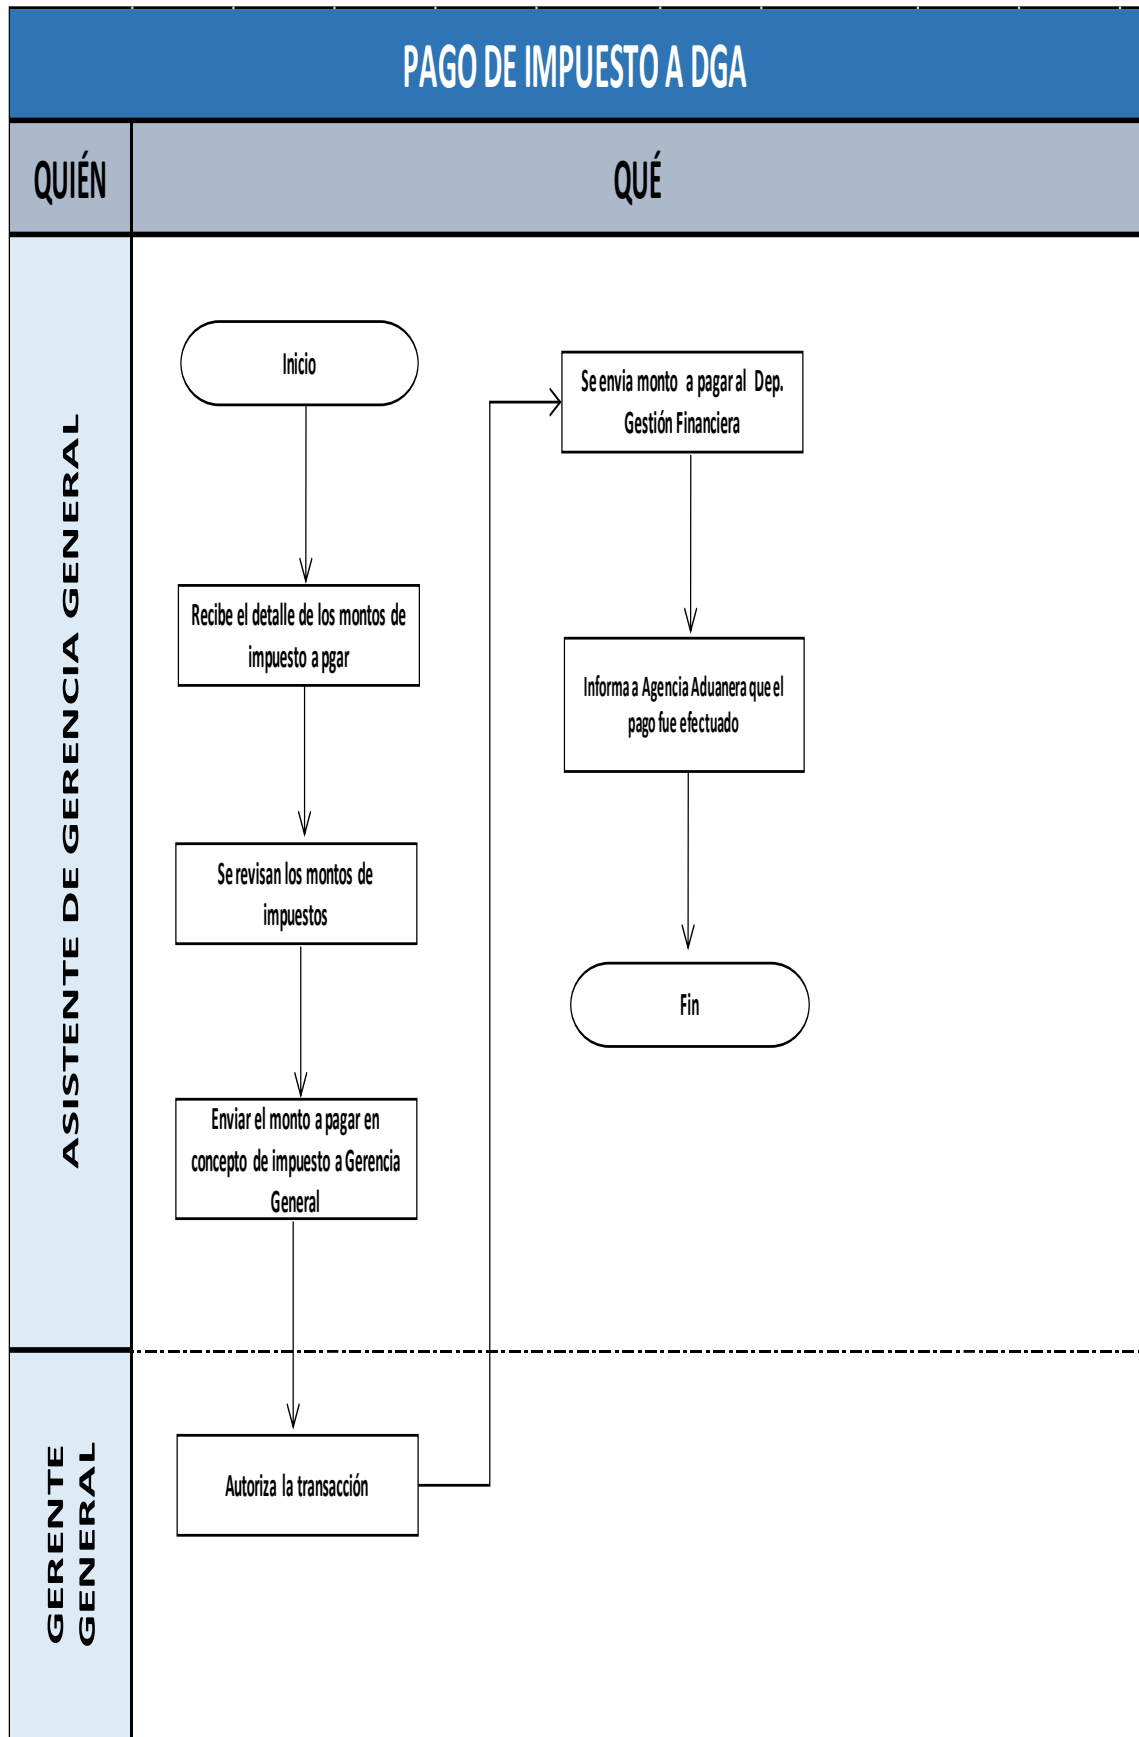 PAGO DE IMPUESTO A DGA
QUIÉN
QUÉ
ASISTENTE DE GERENCIA GENERAL
Inicio
Recibe el detalle de los montos de
impuesto a pgar
Se revisan los montos de
impuestos
Enviar el monto a pagar en
concepto de impuesto a Gerencia
General
Se envia monto a pagar al Dep.
Gestión Financiera
Informa a Agencia Aduanera que el
pago fue efectuado
Fin
GERENTE
GENERAL
Autoriza la transacción